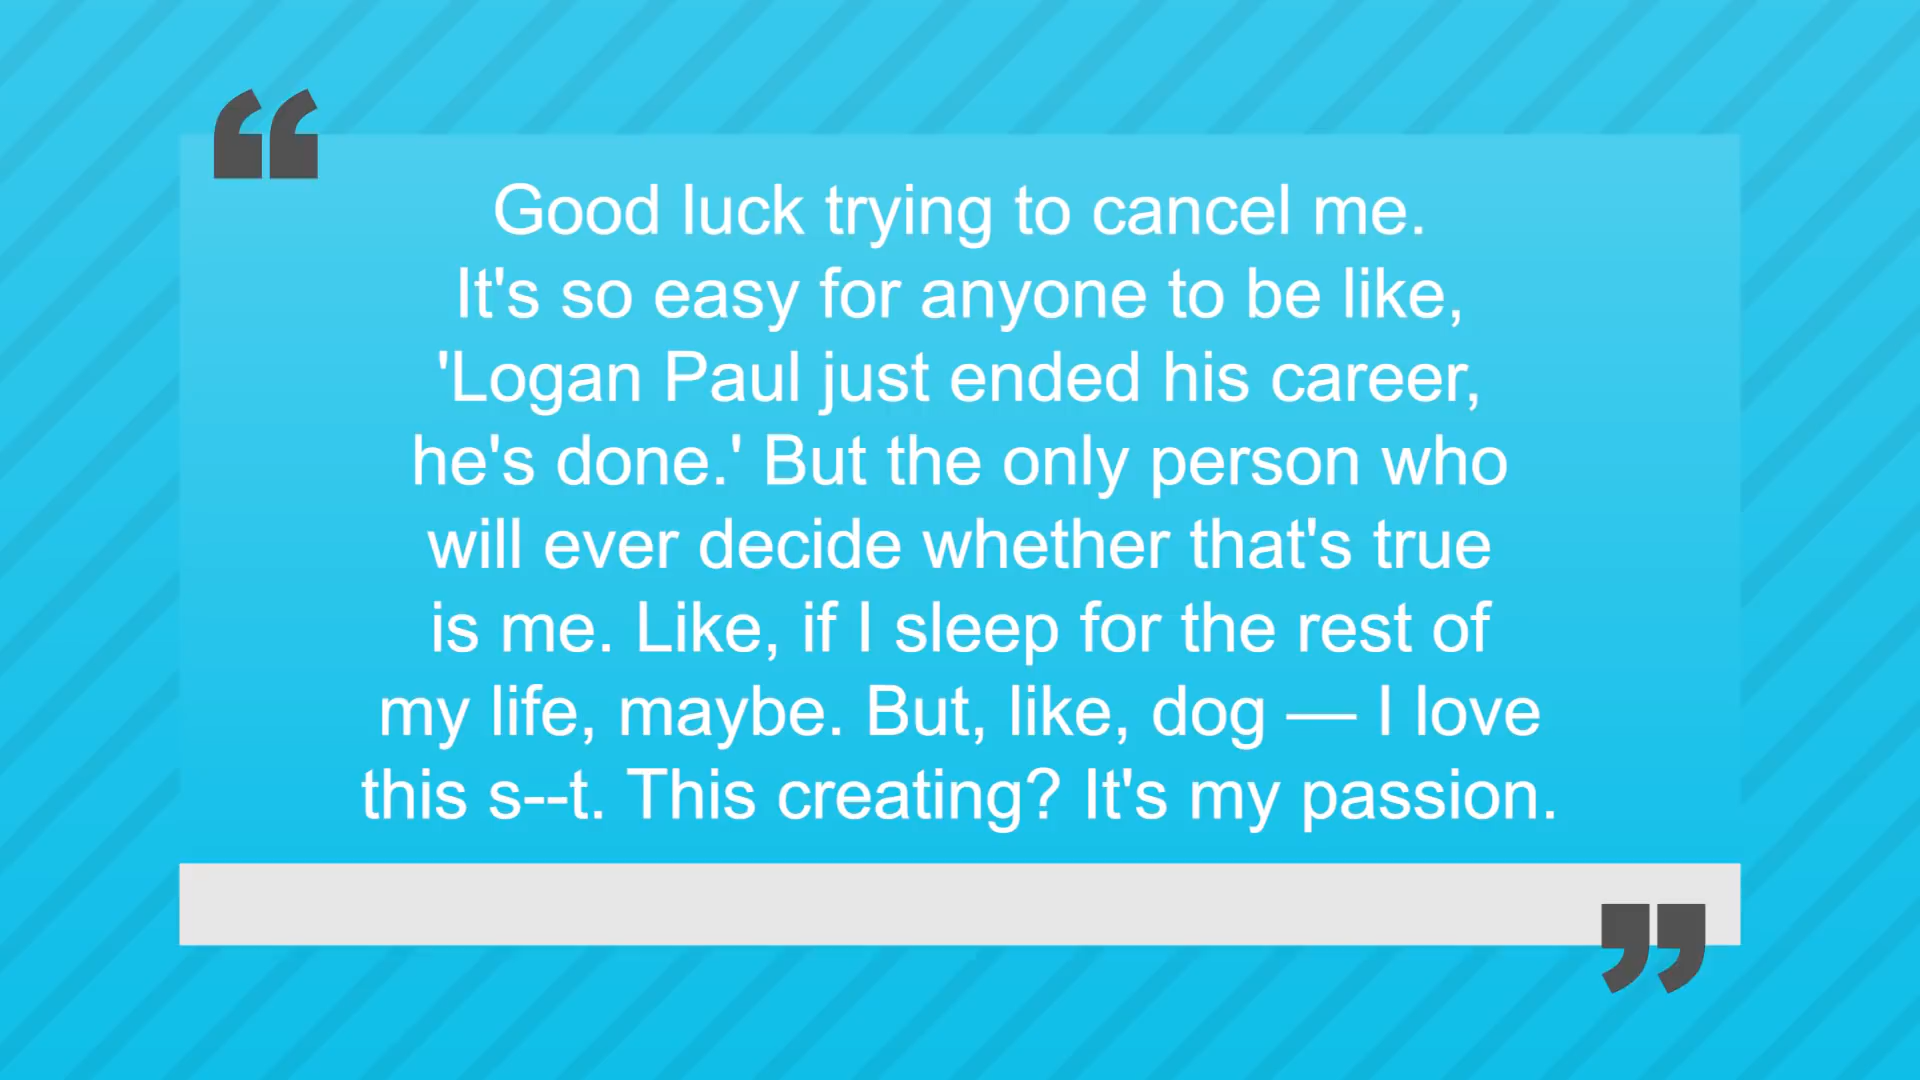 “
Good luck trying to cancel me.
It's so easy for anyone to be like,
'Logan Paul just ended his career,
he's done.' But the only person who
will ever decide whether that's true
is me. Like, if I sleep for the rest of
my life, maybe. But, like, dog — I love
this s--t. This creating? It's my passion.
”